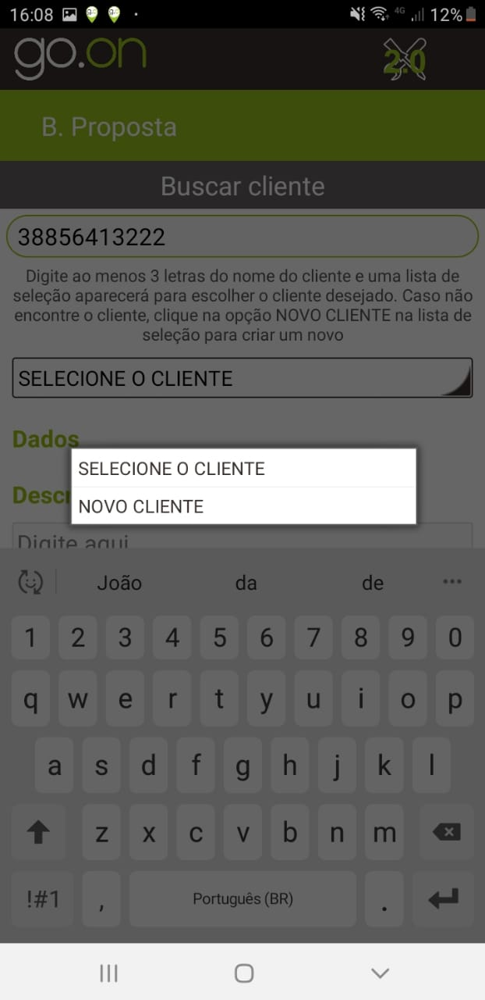 16:08
4G
12%
go.on
2.0
B. Proposta
Buscar cliente
38856413222
Digite ao menos 3 letras do nome do cliente e uma lista de
seleção aparecerá para escolher o cliente desejado. Caso não
encontre o cliente, clique na opção NOVO CLIENTE na lista de
seleção para criar um novo
SELECIONE O CLIENTE
Dados
SELECIONE O CLIENTE
Descr
NOVO CLIENTE
Digite aqui
João da de
1 2 3 4 5 6 7 8 9 0
q w e r t y u i o p
a s d f g h j k l
z x c v b n m
!#1 , Português (BR) .